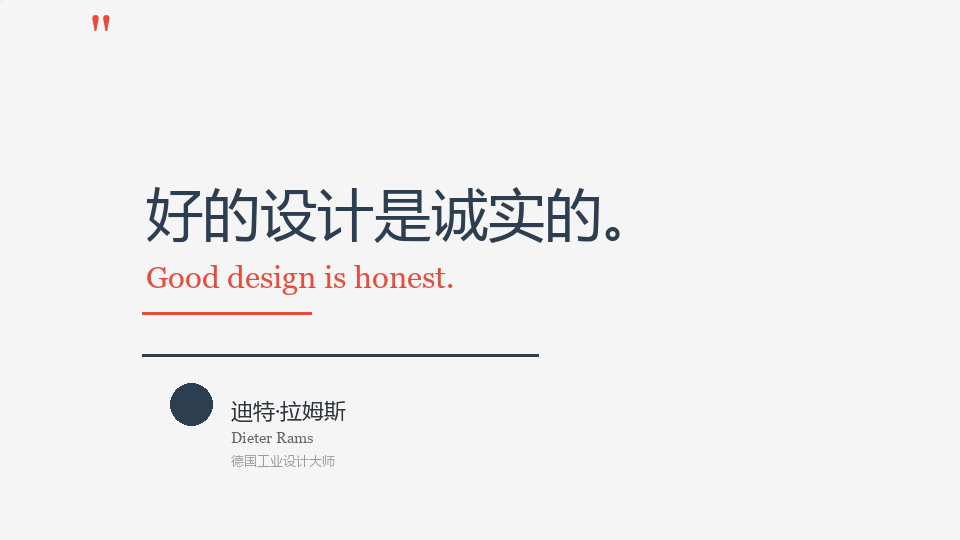 "
好的设计是诚实的。
Good design is honest.
迪特·拉姆斯
Dieter Rams
德国工业设计大师